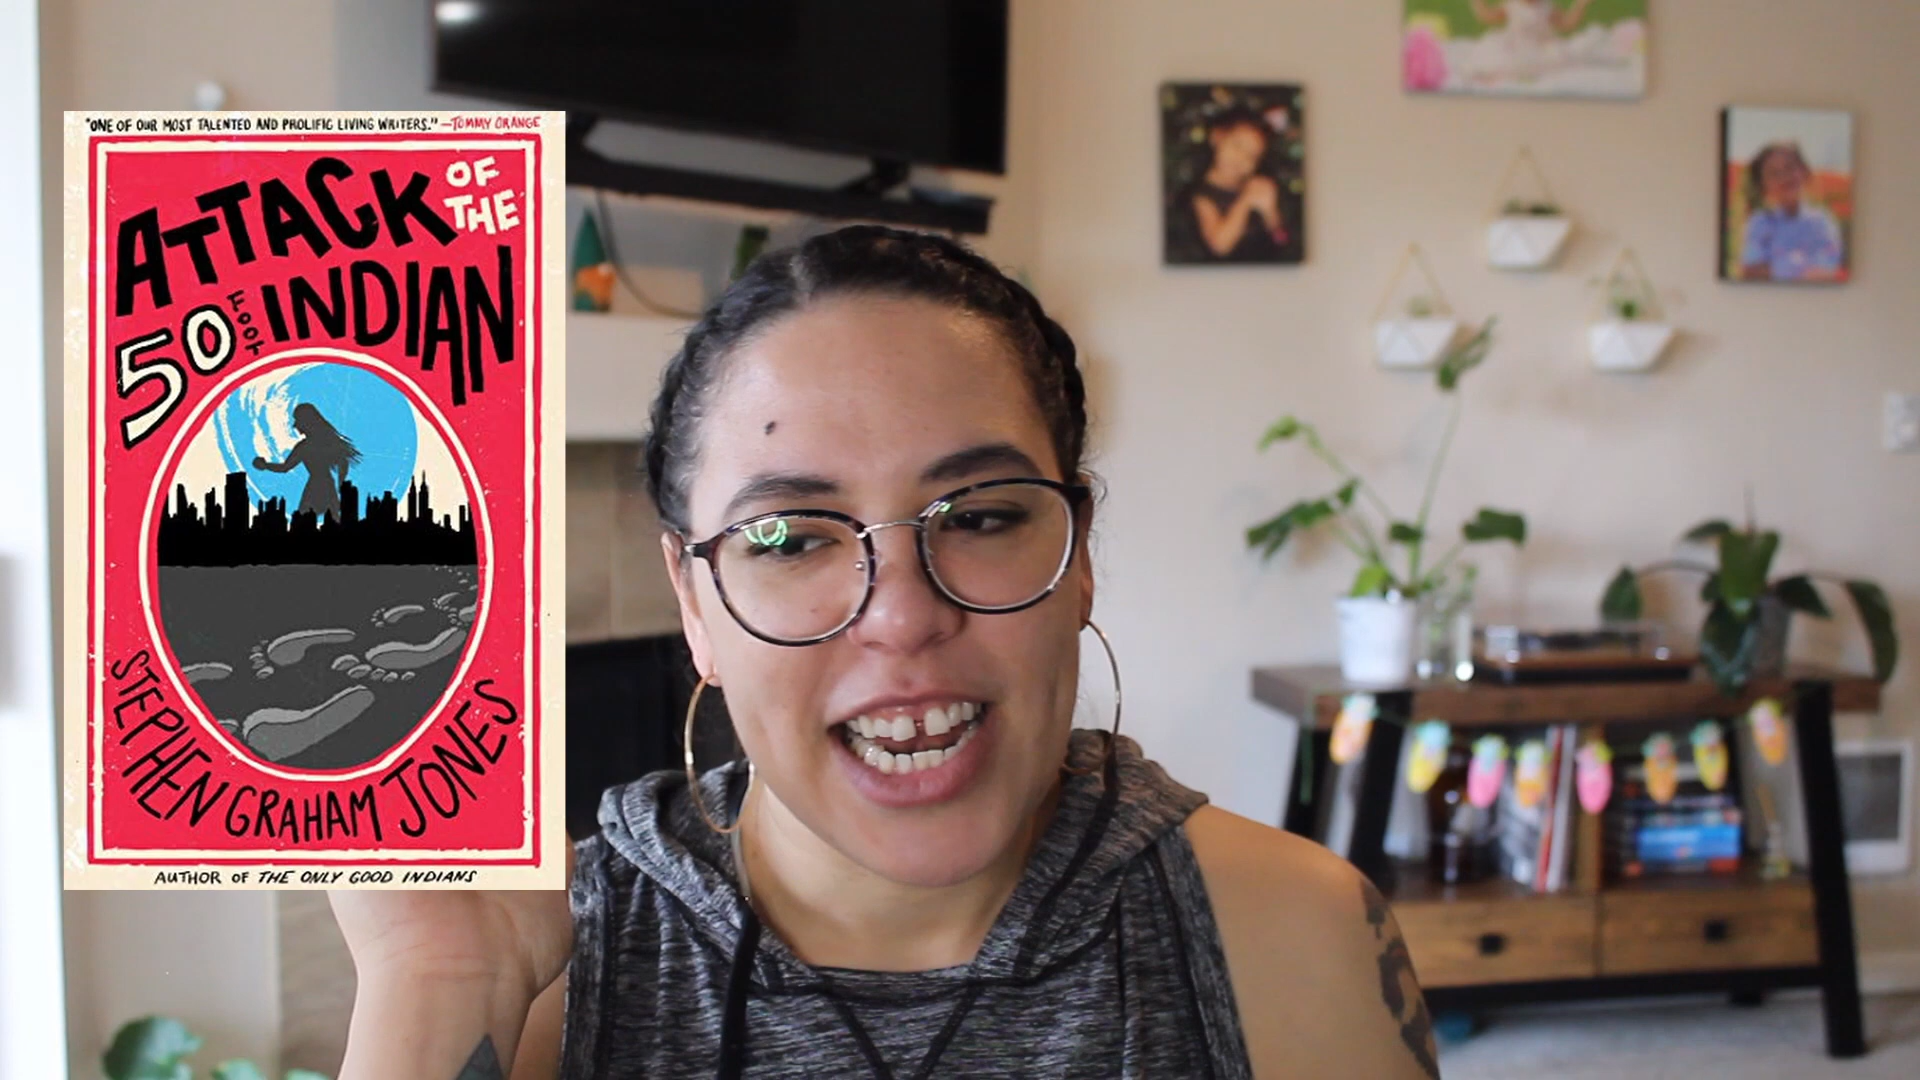 "ONE OF OUR MOST TALENTED AND PROLIFIC LIVING WRITERS." —TOMMY ORANGE
ATTACK
OF
THE
50 FOOT INDIAN
STEPHEN GRAHAM JONES
AUTHOR OF THE ONLY GOOD INDIANS